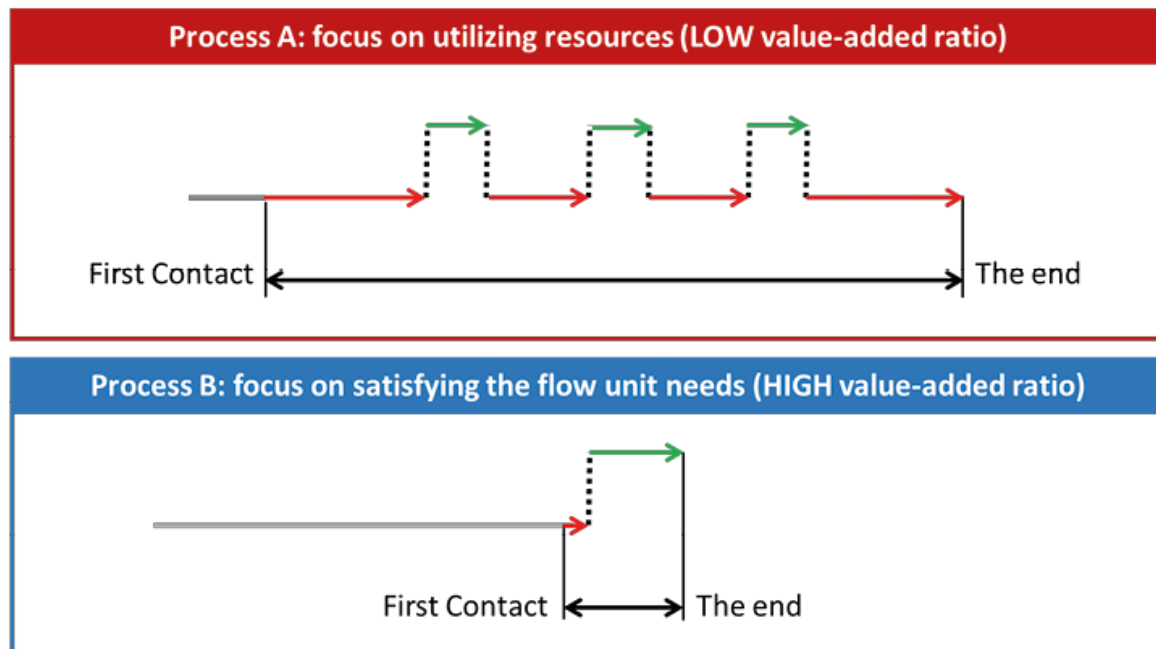 Process A: focus on utilizing resources (LOW value-added ratio)
First Contact
The end
Process B: focus on satisfying the flow unit needs (HIGH value-added ratio)
First Contact
The end